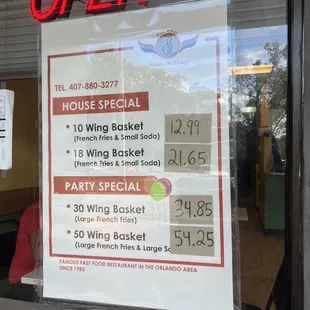 OPEN
TEL. 407-880-3277
HOUSE SPECIAL
* 10 Wing Basket 12.99
(French Fries & Small Soda)
* 18 Wing Basket 21.65
(French Fries & Small Soda)
PARTY SPECIAL
* 30 Wing Basket 34.85
(Large French Fries)
* 50 Wing Basket 54.25
(Large French Fries & Large
FAMOUS FAST FOOD RESTAURANT IN THE ORLANDO AREA
SINCE 1983